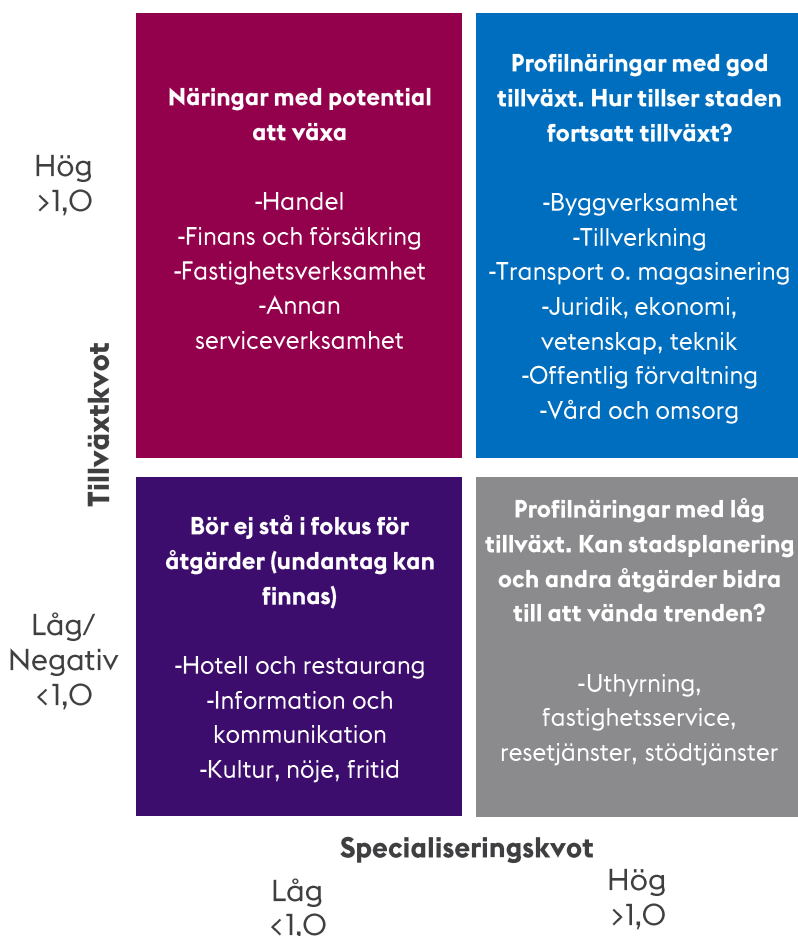 Näringar med potential
att växa
-Handel
-Finans och försäkring
-Fastighetsverksamhet
-Annan
serviceverksamhet
Profilnäringar med god
tillväxt. Hur tillser staden
fortsatt tillväxt?
-Byggverksamhet
-Tillverkning
-Transport o. magasinering
-Juridik, ekonomi,
vetenskap, teknik
-Offentlig förvaltning
-Vård och omsorg
Hög
>1,0
Tillväxtkvot
Låg/
Negativ
<1,0
Bör ej stå i fokus för
åtgärder (undantag kan
finnas)
-Hotell och restaurang
-Information och
kommunikation
-Kultur, nöje, fritid
Profilnäringar med låg
tillväxt. Kan stadsplanering
och andra åtgärder bidra
till att vända trenden?
-Uthyrning,
fastighetsservice,
resetjänster, stödtjänster
Specialiseringskvot
Låg
<1,0
Hög
>1,0